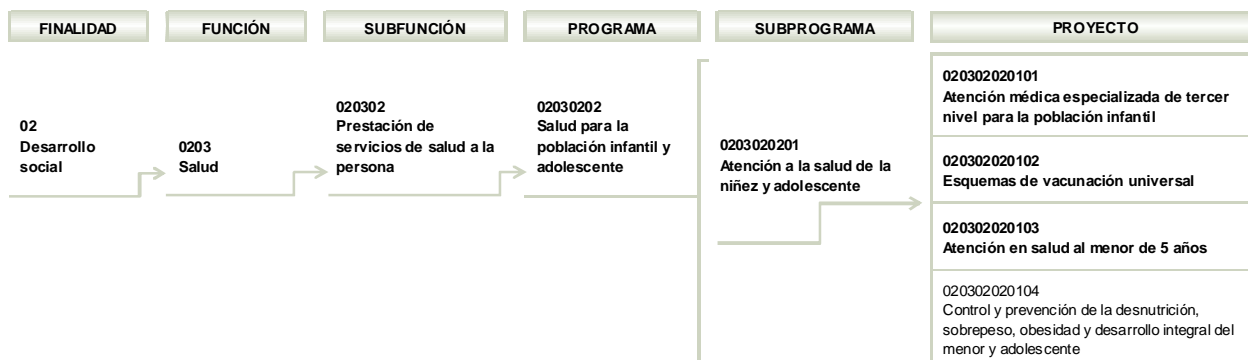 FINALIDAD
FUNCIÓN
SUBFUNCIÓN
PROGRAMA
SUBPROGRAMA
PROYECTO
02
Desarrollo
social
0203
Salud
020302
Prestación de
servicios de salud a la
persona
02030202
Salud para la
población infantil y
adolescente
0203020201
Atención a la salud de la
niñez y adolescente
020302020101
Atención médica especializada de tercer
nivel para la población infantil
020302020102
Esquemas de vacunación universal
020302020103
Atención en salud al menor de 5 años
020302020104
Control y prevención de la desnutrición,
sobrepeso, obesidad y desarrollo integral del
menor y adolescente